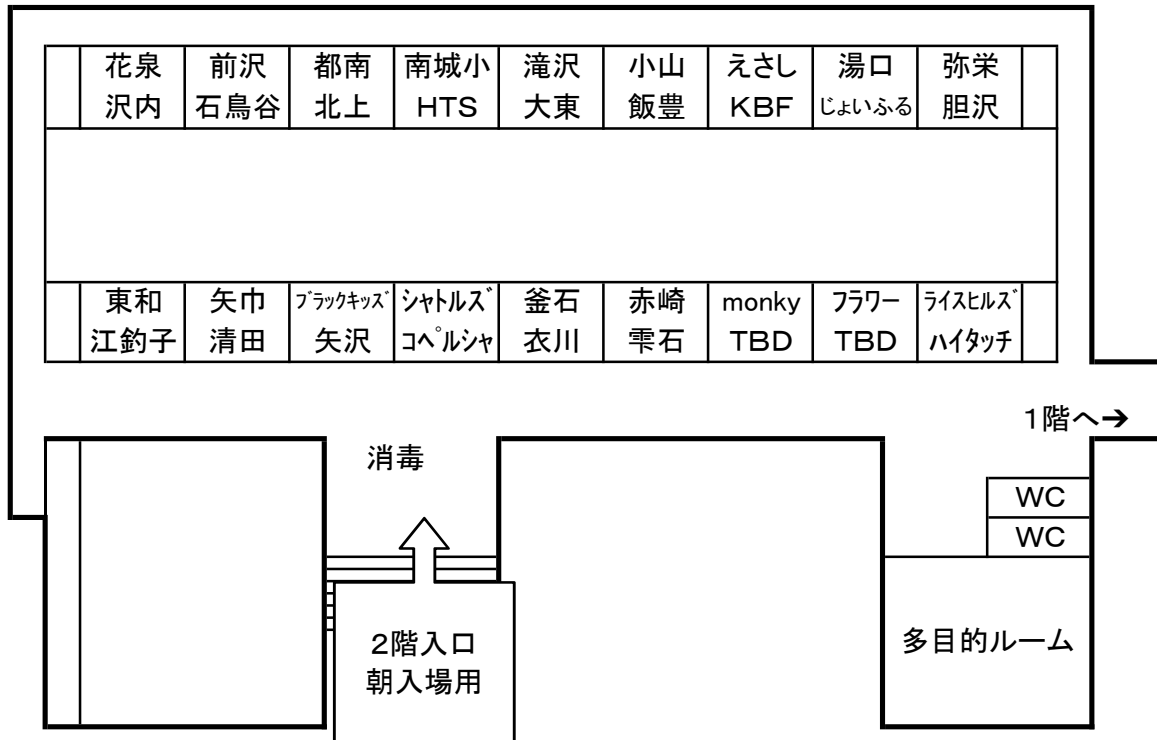 花泉 前沢 都南 南城小 滝沢 小山 えさし 湯口 弥栄
沢内 石鳥谷 北上 HTS 大東 飯豊 KBF じょいふる 胆沢
東和 矢巾 ブラックキッズ シャトルズ 釜石 赤崎 monky フラワー ライスヒルズ
江釣子 清田 矢沢 コペルシャ 衣川 雫石 TBD TBD ハイタッチ
1階へ→
消毒
WC
WC
2階入口
朝入場用
多目的ルーム